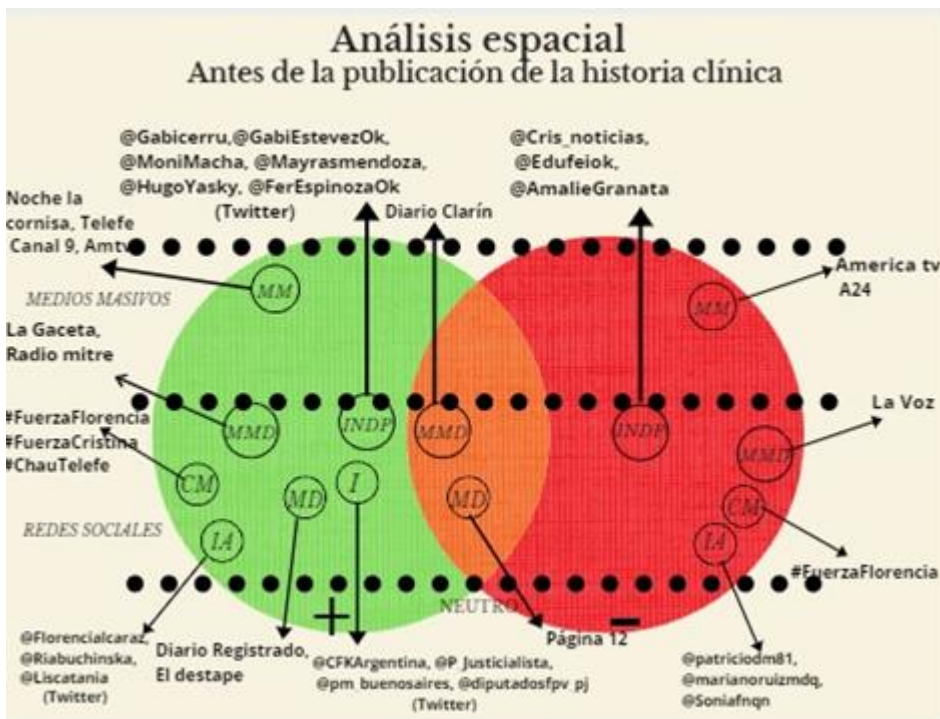 Análisis espacial
Antes de la publicación de la historia clínica
@Gabicerru,@GabiEstevezOk,
@MoniMacha, @Mayrasmendoza,
@HugoYasky, @FerEspinozaOk
(Twitter)
@Cris_noticias,
@Edufeiok,
@AmalieGranata
Diario Clarín
Noche la
cornisa, Telefe
Canal 9, Amtv
America tv
A24
MM
MM
MEDIOS MASIVOS
La Gaceta,
Radio mitre
La Voz
#FuerzaFlorencia
#FuerzaCristina
#ChauTelefe
MMD
INDP
MMD
INDP
MMD
CM
MD
I
MD
CM
REDES SOCIALES
IA
IA
#FuerzaFlorencia
+
NEUTRO
-
@Florencialcaraz,
@Riabuchinska,
@Liscatania
(Twitter)
Diario Registrado,
El destape
@CFKArgentina, @P_Justicialista,
@pm_buenosaires, @diputadosfpv_pj
(Twitter)
Página 12
@patriciodm81,
@marianoruizmdq,
@Soniafnqn